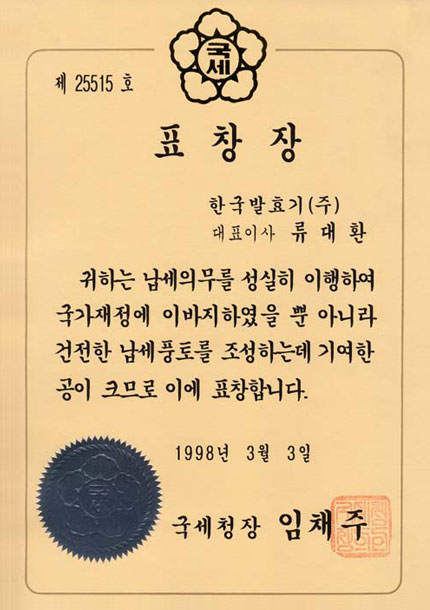 국세
제 25515 호
표 창 장
한국발효기(주)
대표이사 류 대 환
귀하는 납세의무를 성실히 이행하여
국가재정에 이바지하였을 뿐 아니라
건전한 납세풍토를 조성하는데 기여한
공이 크므로 이에 표창합니다.
1998년 3월 3일
국세청장 임채주